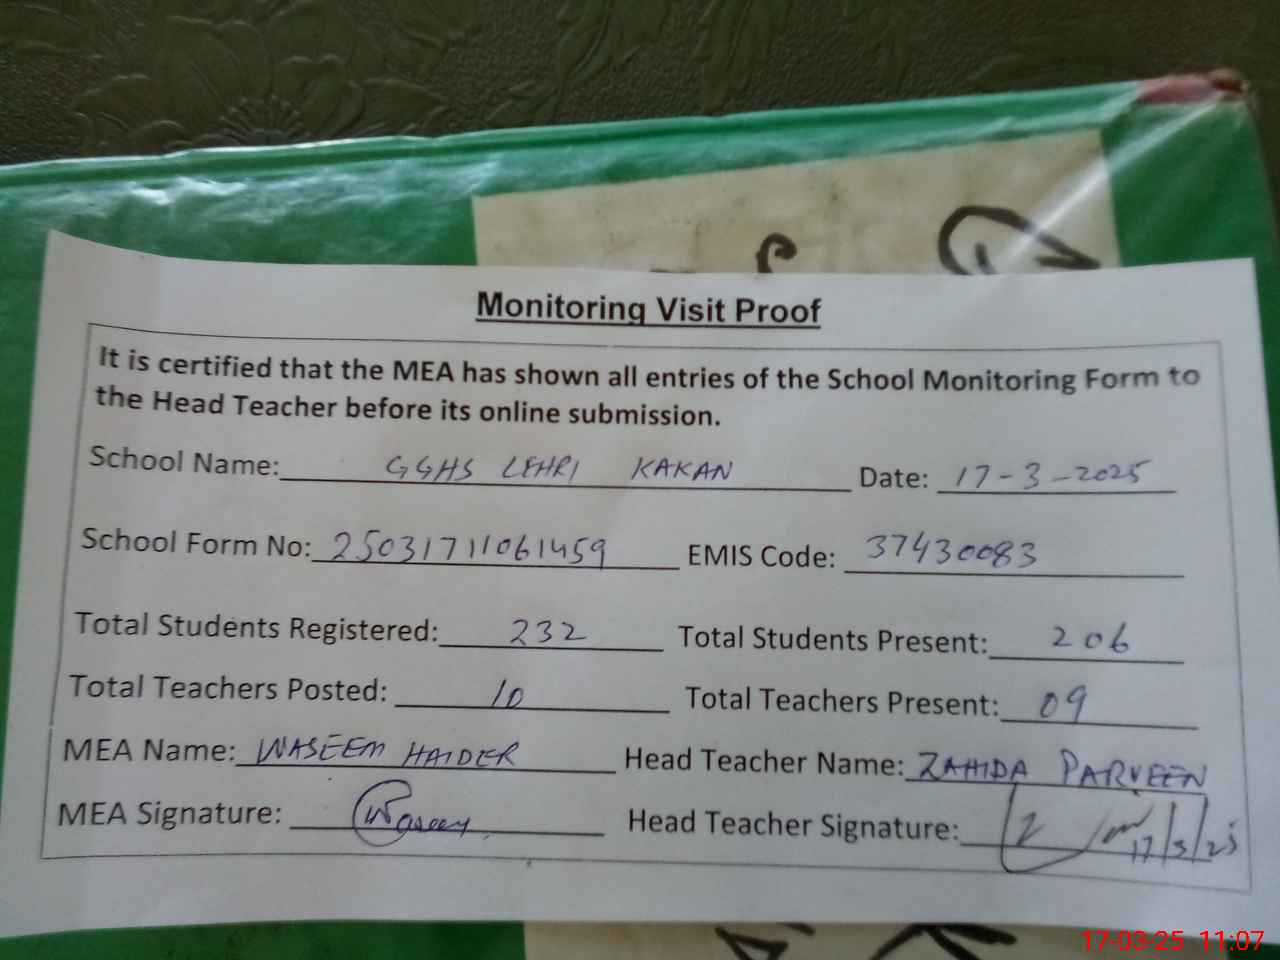 Monitoring Visit Proof
It is certified that the MEA has shown all entries of the School Monitoring Form to
the Head Teacher before its online submission.
School Name: GGHS LEHRI KAKAN Date: 17-3-2025
School Form No: 25031711061459 EMIS Code: 37430083
Total Students Registered: 232 Total Students Present: 206
Total Teachers Posted: 10 Total Teachers Present: 09
MEA Name: WASEEM HAIDER Head Teacher Name: ZAHIDA PARVEEN
MEA Signature: Waseem Head Teacher Signature:
17/3/25
17-03-25 11:07